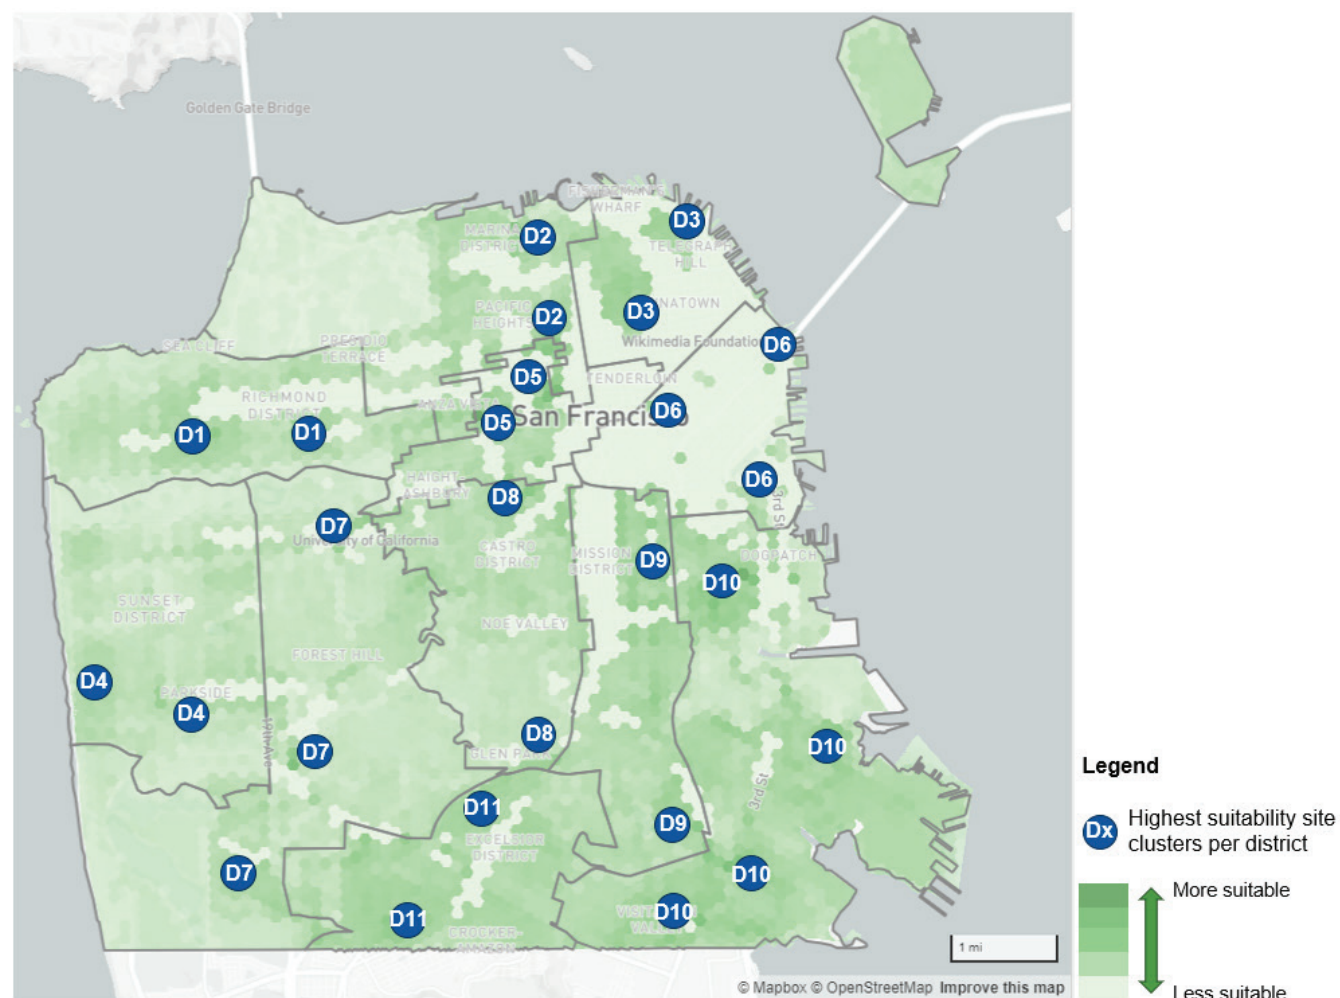 Golden Gate Bridge
FISHERMAN'S
WHARF
D3
MARINA
DISTRICT
D2
TELEGRAPH
HILL
PACIFIC
HEIGHTS
D2
D3
Wikimedia Foundation
D6
SEA CLIFF
PRESIDIO
TERRACE
D5
TENDERLOIN
RICHMOND
DISTRICT
ANZA VISTA
D5
San Francisco
D6
D1
D1
HAIGHT-
ASHBURY
D8
D6
3rd St
D7
University of California
CASTRO
DISTRICT
MISSION
DISTRICT
D9
DOGPATCH
D10
SUNSET
DISTRICT
NOE VALLEY
FOREST HILL
D4
PARKSIDE
D4
19th Ave
D7
D8
GLEN PARK
D10
3rd St
D11
EXCELSIOR
DISTRICT
D9
D7
D10
D11
D10
CROCKER-
AMAZON
1 mi
© Mapbox © OpenStreetMap Improve this map
Legend
Dx
Highest suitability site
clusters per district
More suitable
Less suitable